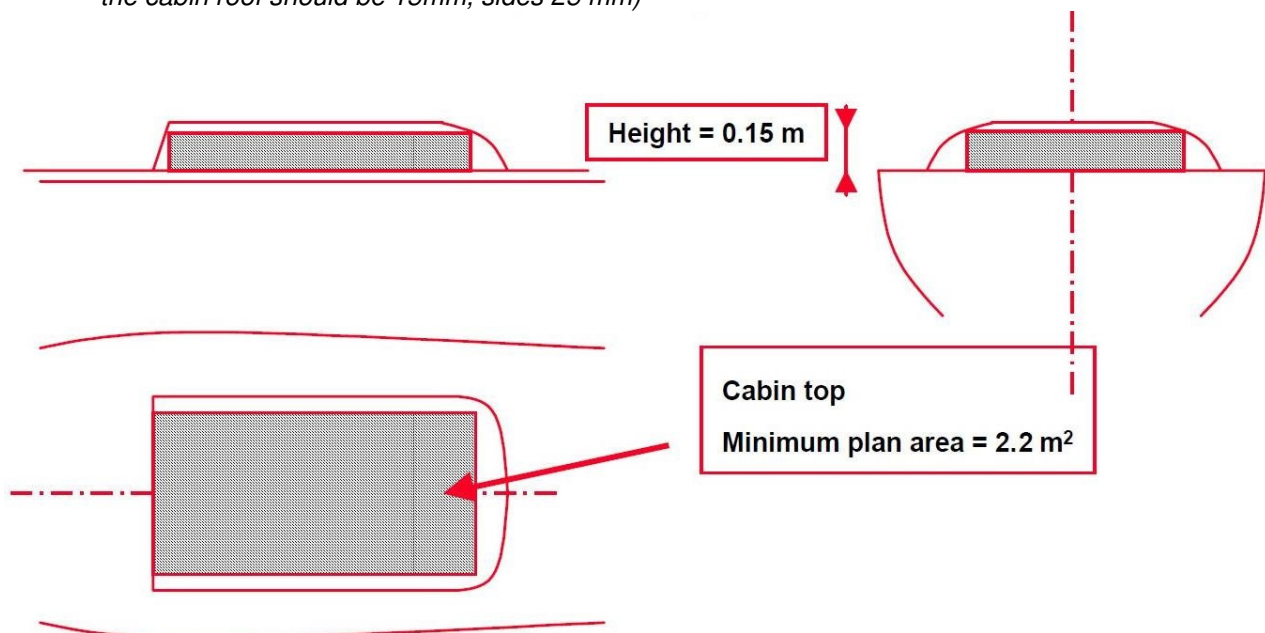 the cabin roof should be 15mm, sides 25 mm)
Height = 0.15 m
Cabin top
Minimum plan area = 2.2 m²